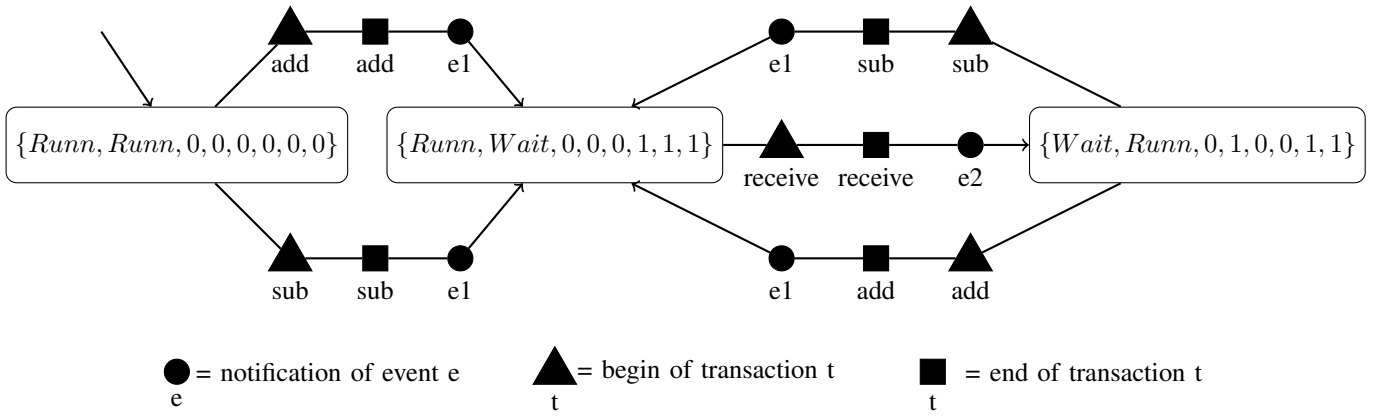 add add e1
e1 sub sub
{Runn, Runn, 0, 0, 0, 0, 0, 0}
{Runn, Wait, 0, 0, 0, 1, 1, 1}
receive receive e2
{Wait, Runn, 0, 1, 0, 0, 1, 1}
sub sub e1
e1 add add
= notification of event e
e
= begin of transaction t
t
= end of transaction t
t